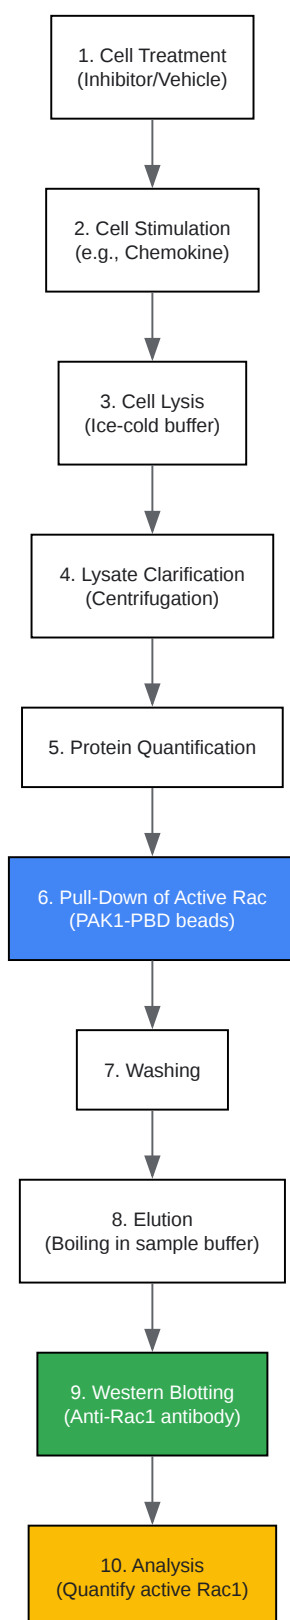 1. Cell Treatment
(Inhibitor/Vehicle)
2. Cell Stimulation
(e.g., Chemokine)
3. Cell Lysis
(Ice-cold buffer)
4. Lysate Clarification
(Centrifugation)
5. Protein Quantification
6. Pull-Down of Active Rac
(PAK1-PBD beads)
7. Washing
8. Elution
(Boiling in sample buffer)
9. Western Blotting
(Anti-Rac1 antibody)
10. Analysis
(Quantify active Rac1)